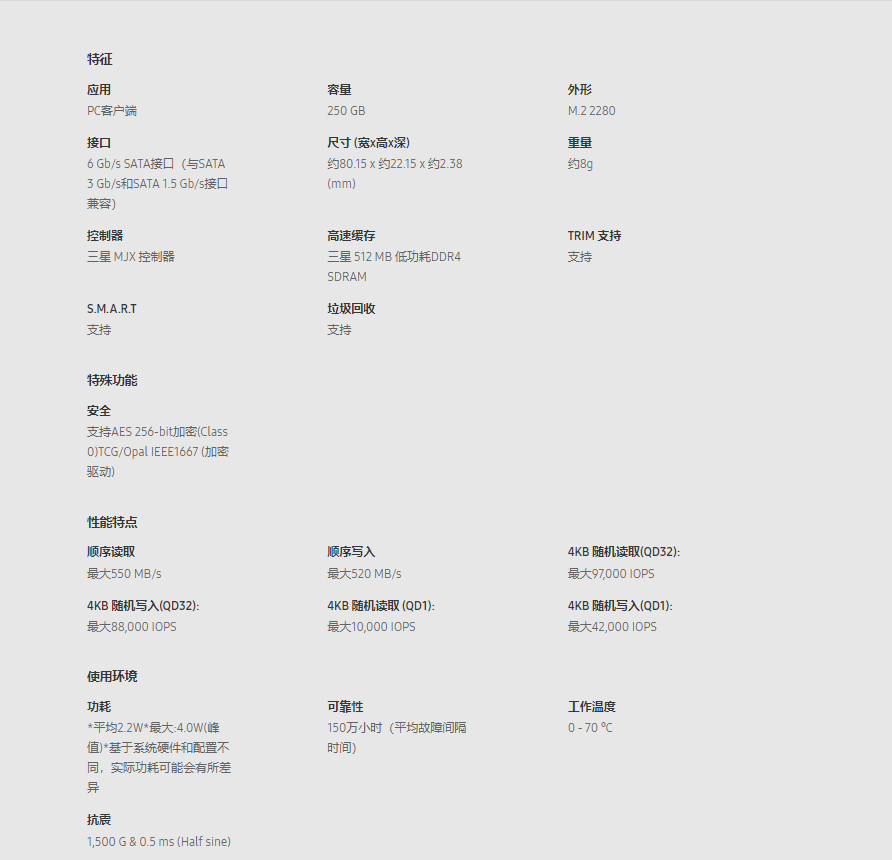 特征
应用
PC客户端
容量
250 GB
外形
M.2 2280
接口
6 Gb/s SATA接口（与SATA
3 Gb/s和SATA 1.5 Gb/s接口
兼容）
尺寸 (宽x高x深)
约80.15 x 约22.15 x 约2.38
(mm)
重量
约8g
控制器
三星 MJX 控制器
高速缓存
三星 512 MB 低功耗DDR4
SDRAM
TRIM 支持
支持
S.M.A.R.T
支持
垃圾回收
支持
特殊功能
安全
支持AES 256-bit加密(Class
0)TCG/Opal IEEE1667 (加密
驱动)
性能特点
顺序读取
最大550 MB/s
顺序写入
最大520 MB/s
4KB 随机读取(QD32):
最大97,000 IOPS
4KB 随机写入(QD32):
最大88,000 IOPS
4KB 随机读取 (QD1):
最大10,000 IOPS
4KB 随机写入(QD1):
最大42,000 IOPS
使用环境
功耗
*平均2.2W*最大:4.0W(峰
值)*基于系统硬件和配置不
同，实际功耗可能会有所差
异
可靠性
150万小时（平均故障间隔
时间）
工作温度
0 - 70 ºC
抗震
1,500 G & 0.5 ms (Half sine)